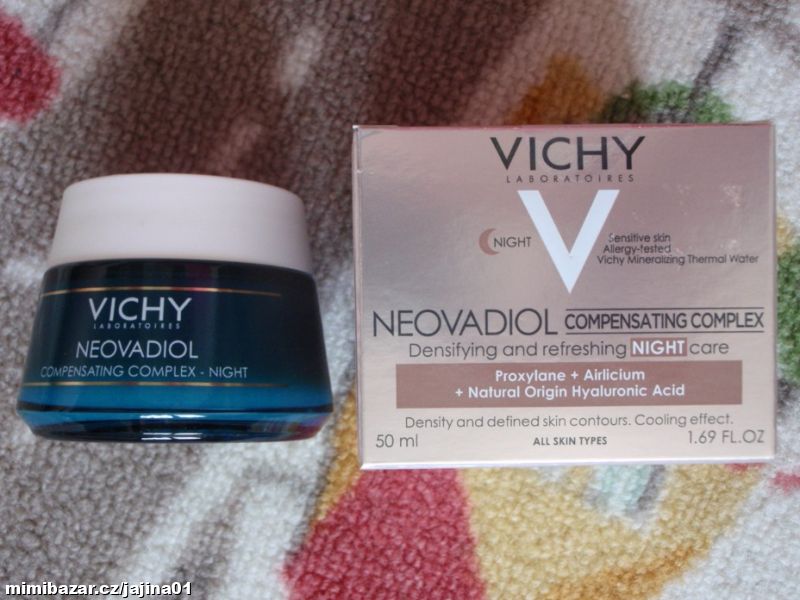 VICHY
LABORATOIRES
NEOVADIOL
COMPENSATING COMPLEX - NIGHT
VICHY
LABORATOIRES
V
NIGHT
Sensitive skin
Allergy-tested
Vichy Mineralizing Thermal Water
NEOVADIOL COMPENSATING COMPLEX
Densifying and refreshing NIGHT care
Proxylane + Airlicium
+ Natural Origin Hyaluronic Acid
Density and defined skin contours. Cooling effect.
50 ml ALL SKIN TYPES 1.69 FL.OZ
mimibazar.cz/jajina01